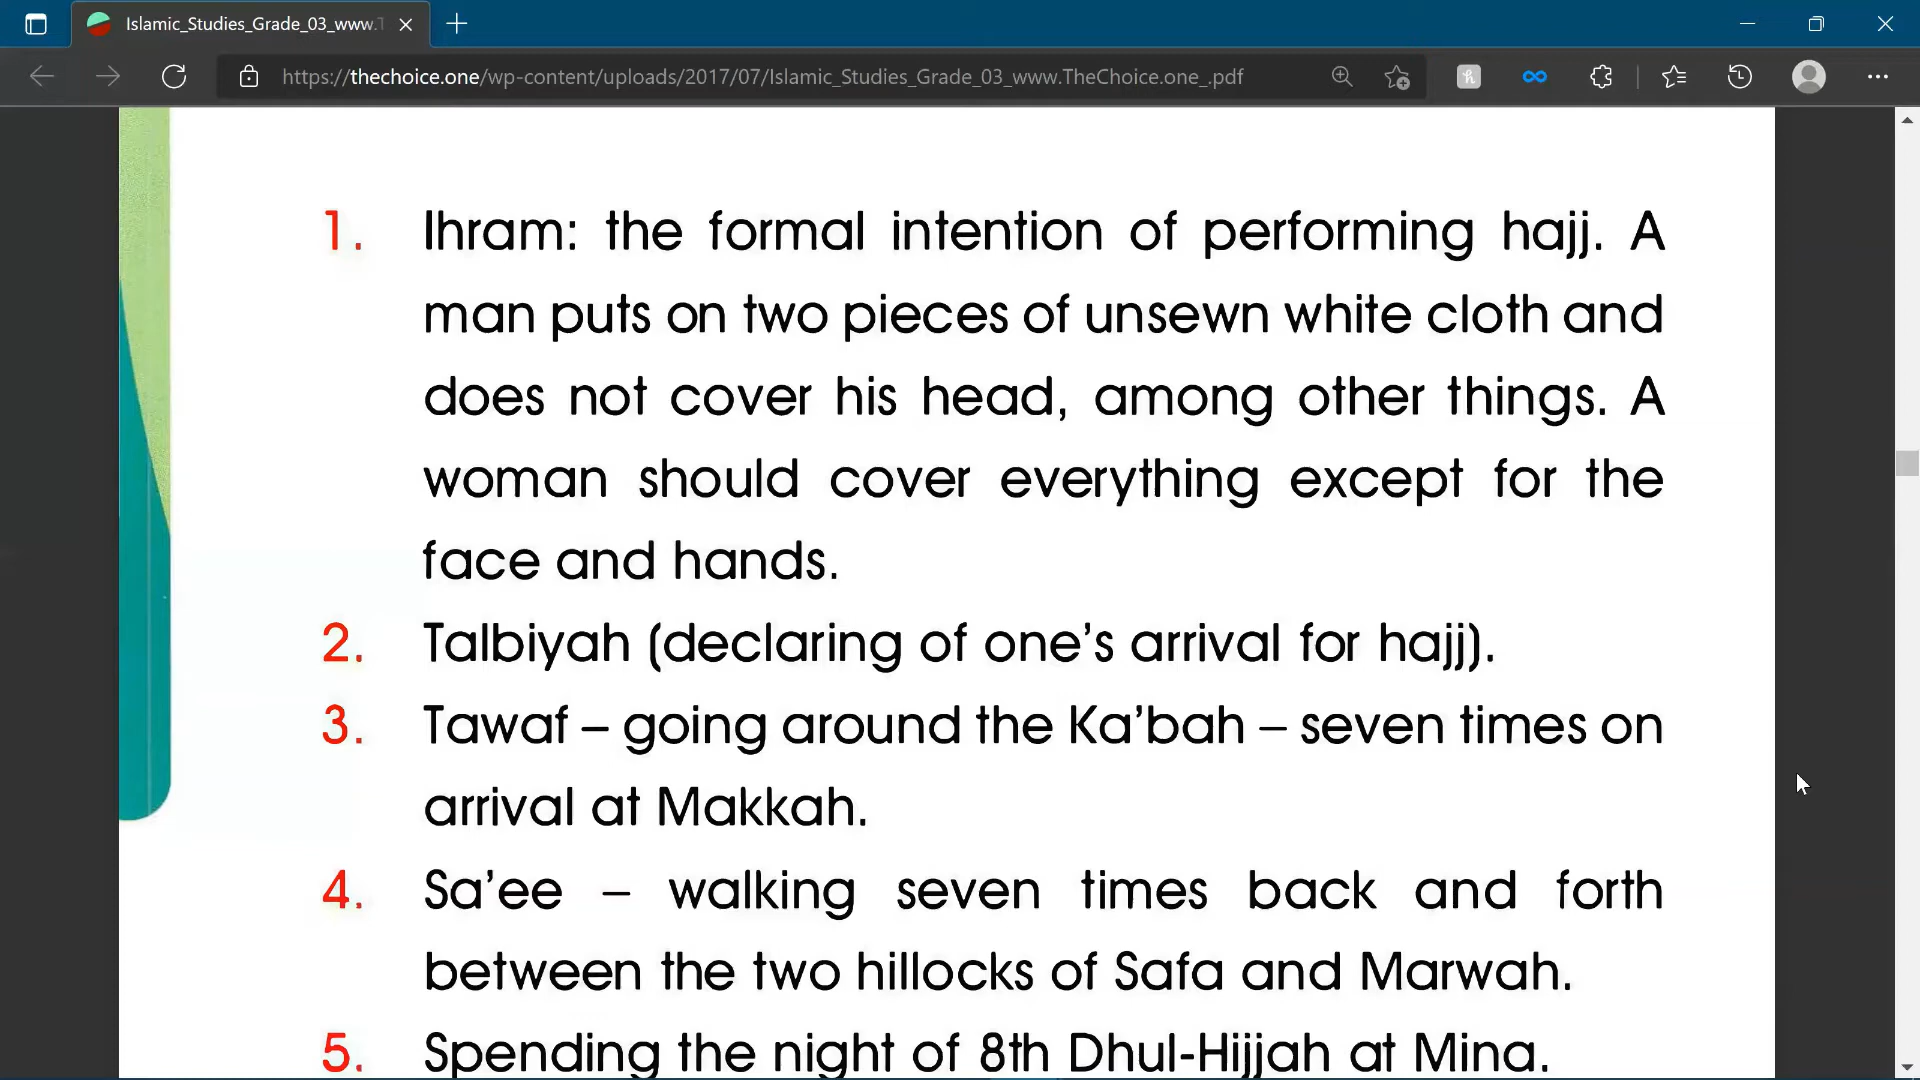 Islamic_Studies_Grade_03_www.T
https://thechoice.one/wp-content/uploads/2017/07/Islamic_Studies_Grade_03_www.TheChoice.one_.pdf
1. Ihram: the formal intention of performing hajj. A
man puts on two pieces of unsewn white cloth and
does not cover his head, among other things. A
woman should cover everything except for the
face and hands.
2. Talbiyah (declaring of one's arrival for hajj).
3. Tawaf – going around the Ka'bah – seven times on
arrival at Makkah.
4. Sa'ee – walking seven times back and forth
between the two hillocks of Safa and Marwah.
5. Spending the night of 8th Dhul-Hijjah at Mina.